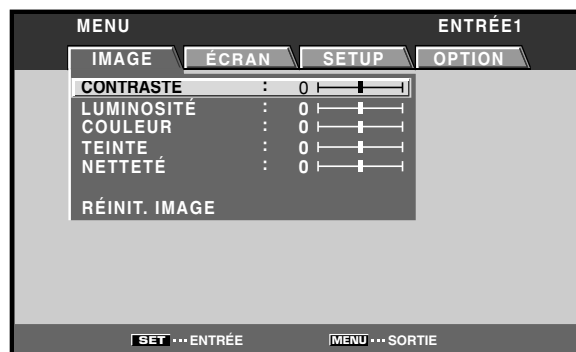 MENU ENTRÉE1
IMAGE ÉCRAN SETUP OPTION
CONTRASTE : 0
LUMINOSITÉ : 0
COULEUR : 0
TEINTE : 0
NETTETÉ : 0
RÉINIT. IMAGE
SET ••• ENTRÉE MENU ••• SORTIE